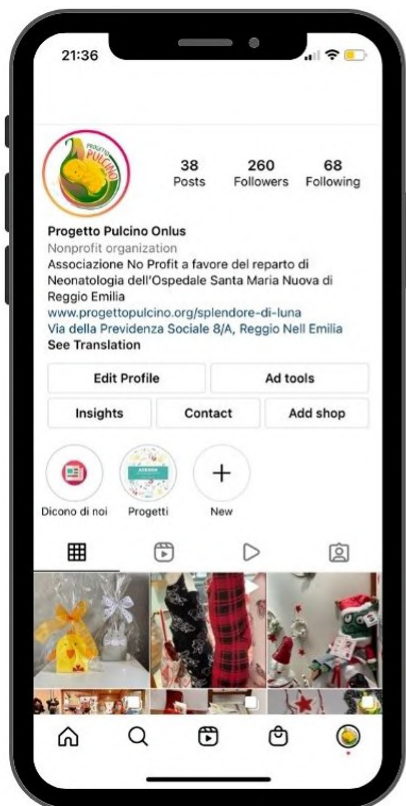 21:36
PROGETTO
PULCINO
38
Posts
260
Followers
68
Following
Progetto Pulcino Onlus
Nonprofit organization
Associazione No Profit a favore del reparto di
Neonatologia dell'Ospedale Santa Maria Nuova di
Reggio Emilia
www.progettopulcino.org/splendore-di-luna
Via della Previdenza Sociale 8/A, Reggio Nell Emilia
See Translation
Edit Profile
Ad tools
Insights
Contact
Add shop
Dicono di noi
Progetti
New